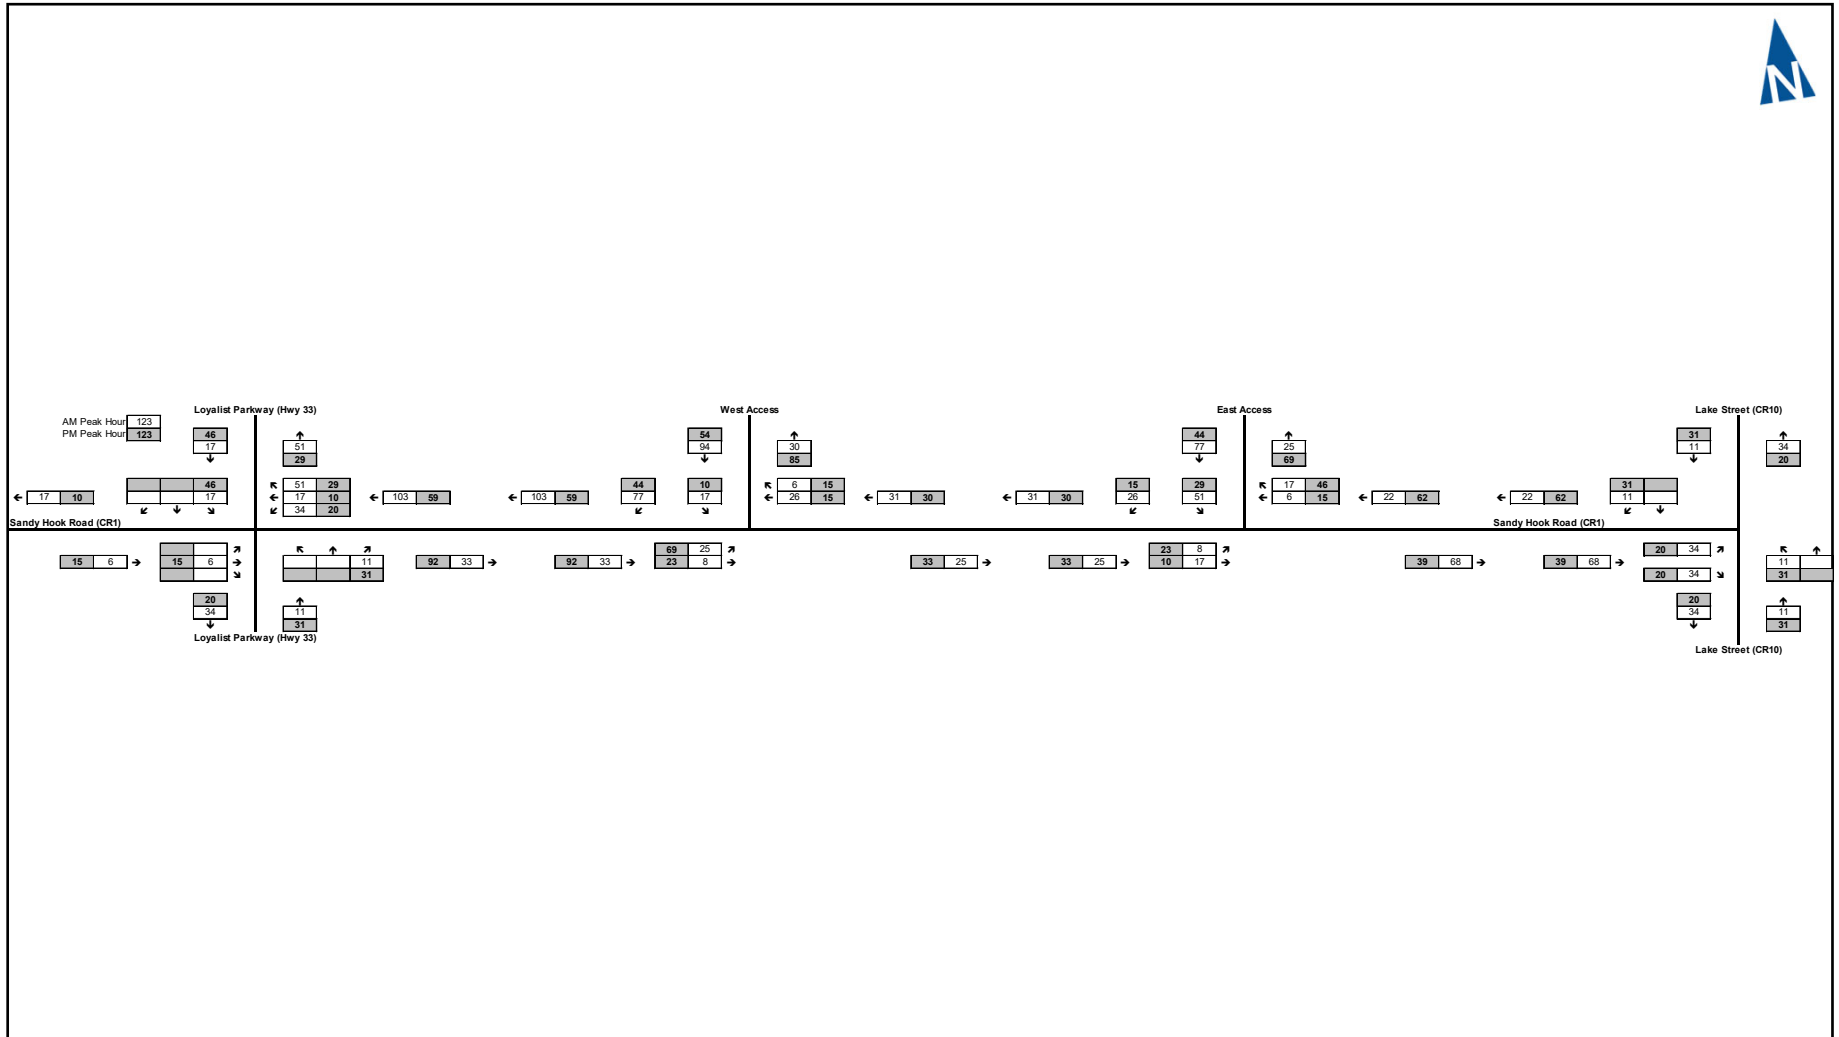 N
Loyalist Parkway (Hwy 33) West Access East Access Lake Street (CR10)
AM Peak Hour 123
PM Peak Hour 123
46 54 44 31
17 51 94 30 77 25 11 34
29 85 69 20
46 51 29 44 10 6 15 15 29 17 46 31
17 10 17 17 10 103 59 103 59 77 17 26 15 31 30 31 30 26 51 6 15 22 62 22 62 11
34 20
Sandy Hook Road (CR1) Sandy Hook Road (CR1)
69 25 23 8 20 34
15 6 15 6 11 92 33 92 33 23 8 33 25 33 25 10 17 39 68 39 68 11
31 20 34 31
20 20
34 11 34 11
31 31
Loyalist Parkway (Hwy 33)
Lake Street (CR10)